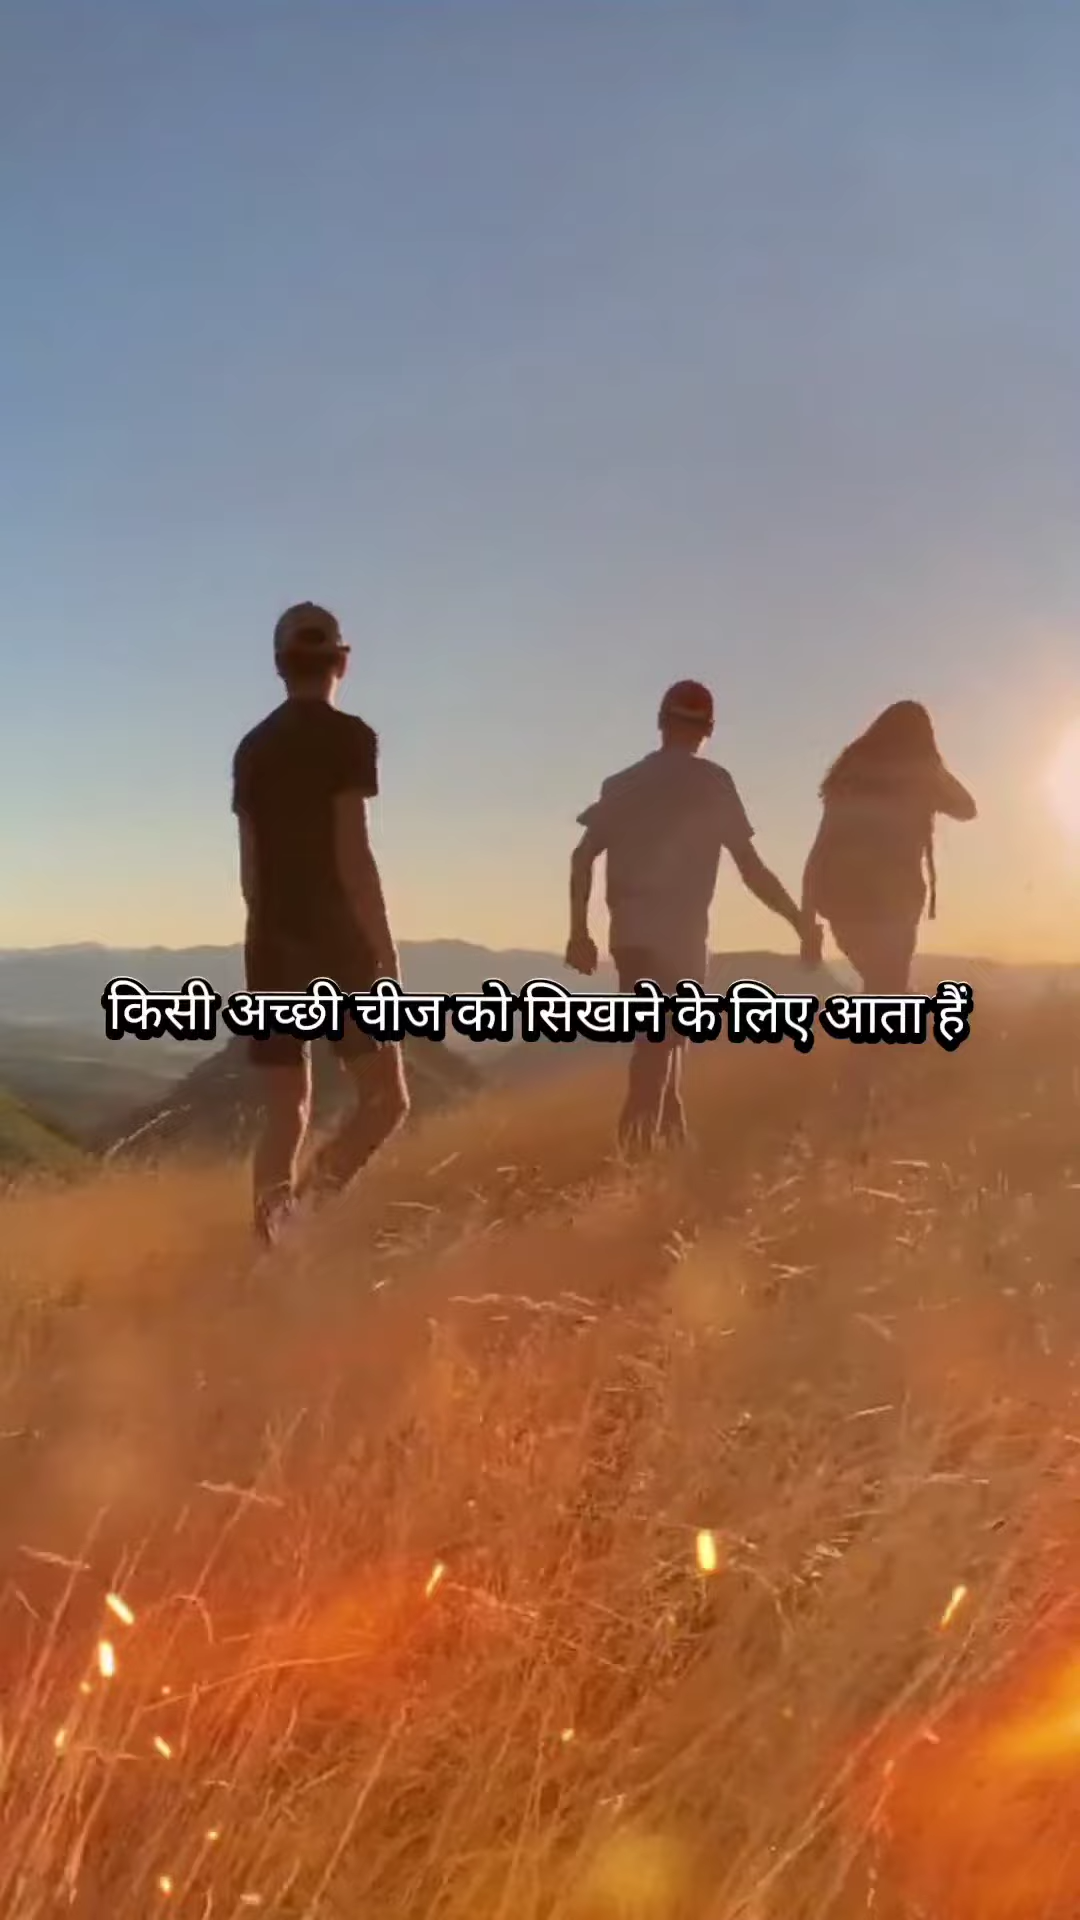 किसी अच्छी चीज को सिखाने के लिए आता हैं